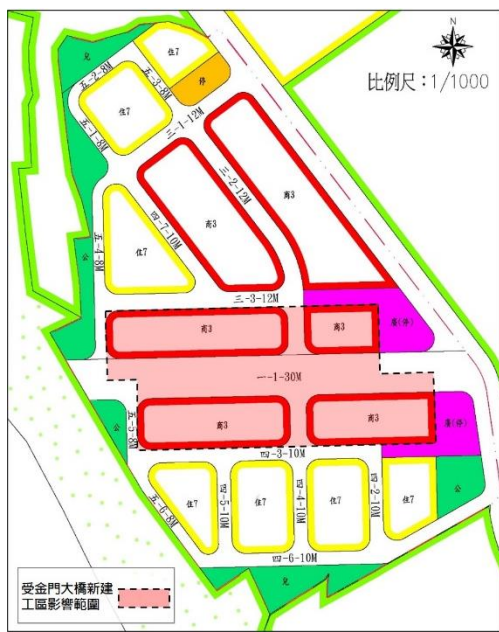 N
比例尺：1/1000
兒
住7
五-2-8M
五-3-8M
停
住7
五-1-8M
三-1-12M
三-2-12M
商3
商3
四-7-10M
住7
五-4-8M
公
三-3-12M
商3
商3
廣(停)
一-1-30M
公
五-5-8M
商3
商3
廣(停)
四-3-10M
住7
四-5-10M
住7
四-4-10M
住7
四-2-10M
住7
公
五-6-8M
四-6-10M
兒
受金門大橋新建
工區影響範圍